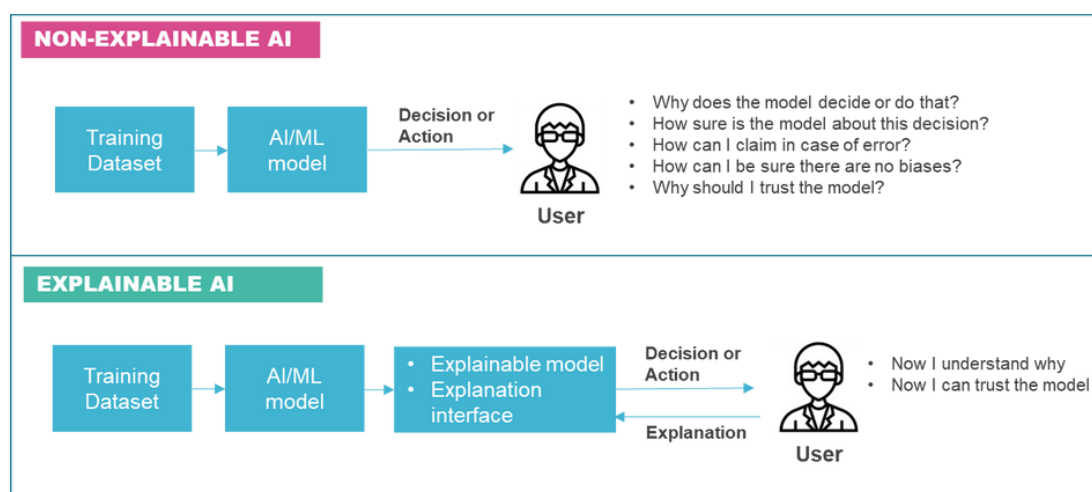 NON-EXPLAINABLE AI
Training
Dataset
AI/ML
model
Decision or
Action
User
• Why does the model decide or do that?
• How sure is the model about this decision?
• How can I claim in case of error?
• How can I be sure there are no biases?
• Why should I trust the model?
EXPLAINABLE AI
Training
Dataset
AI/ML
model
• Explainable model
• Explanation
interface
Decision or
Action
Explanation
User
• Now I understand why
• Now I can trust the model